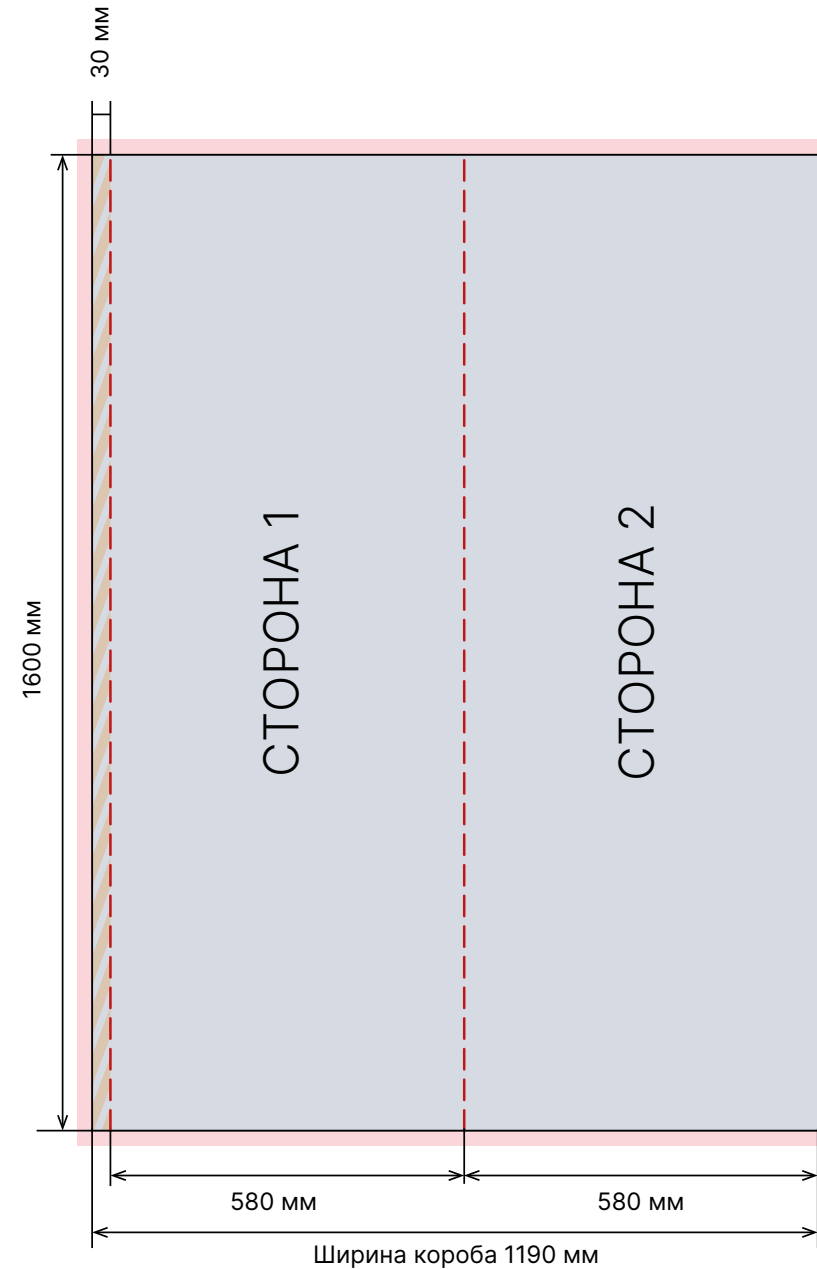 30 мм
1600 мм
СТОРОНА 1
СТОРОНА 2
580 мм
580 мм
Ширина короба 1190 мм